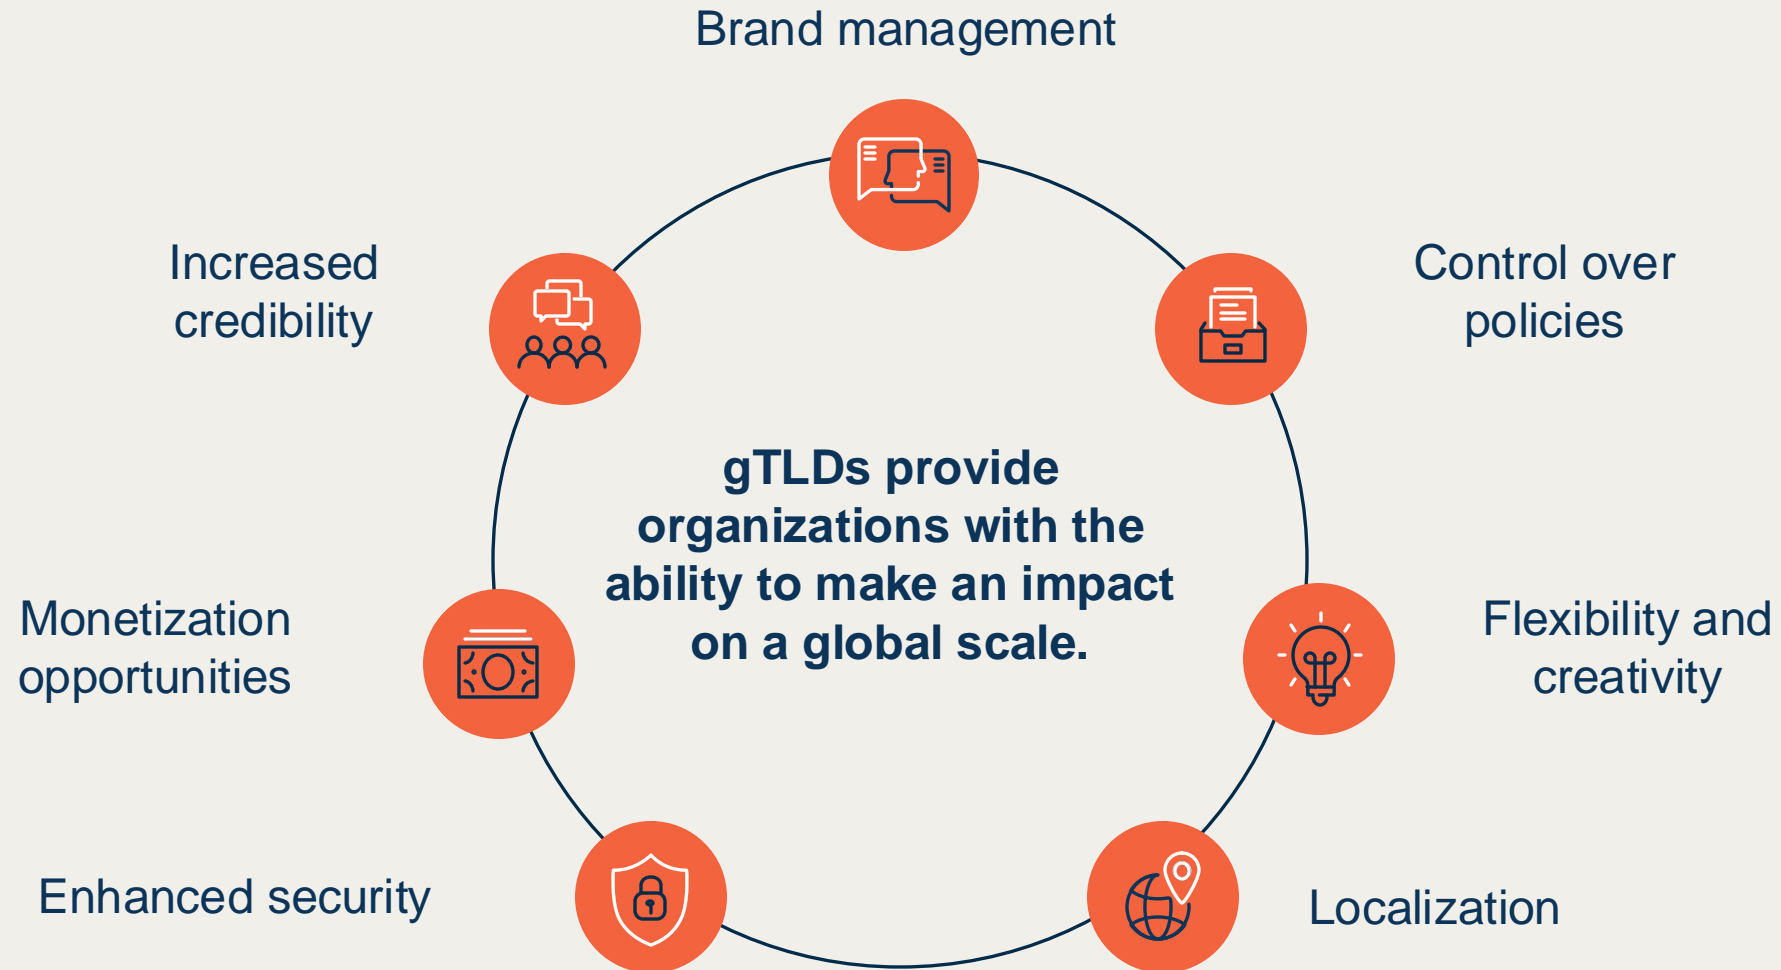 Brand management
Increased
credibility
Control over
policies
gTLDs provide
organizations with the
ability to make an impact
on a global scale.
Monetization
opportunities
Flexibility and
creativity
Enhanced security
Localization